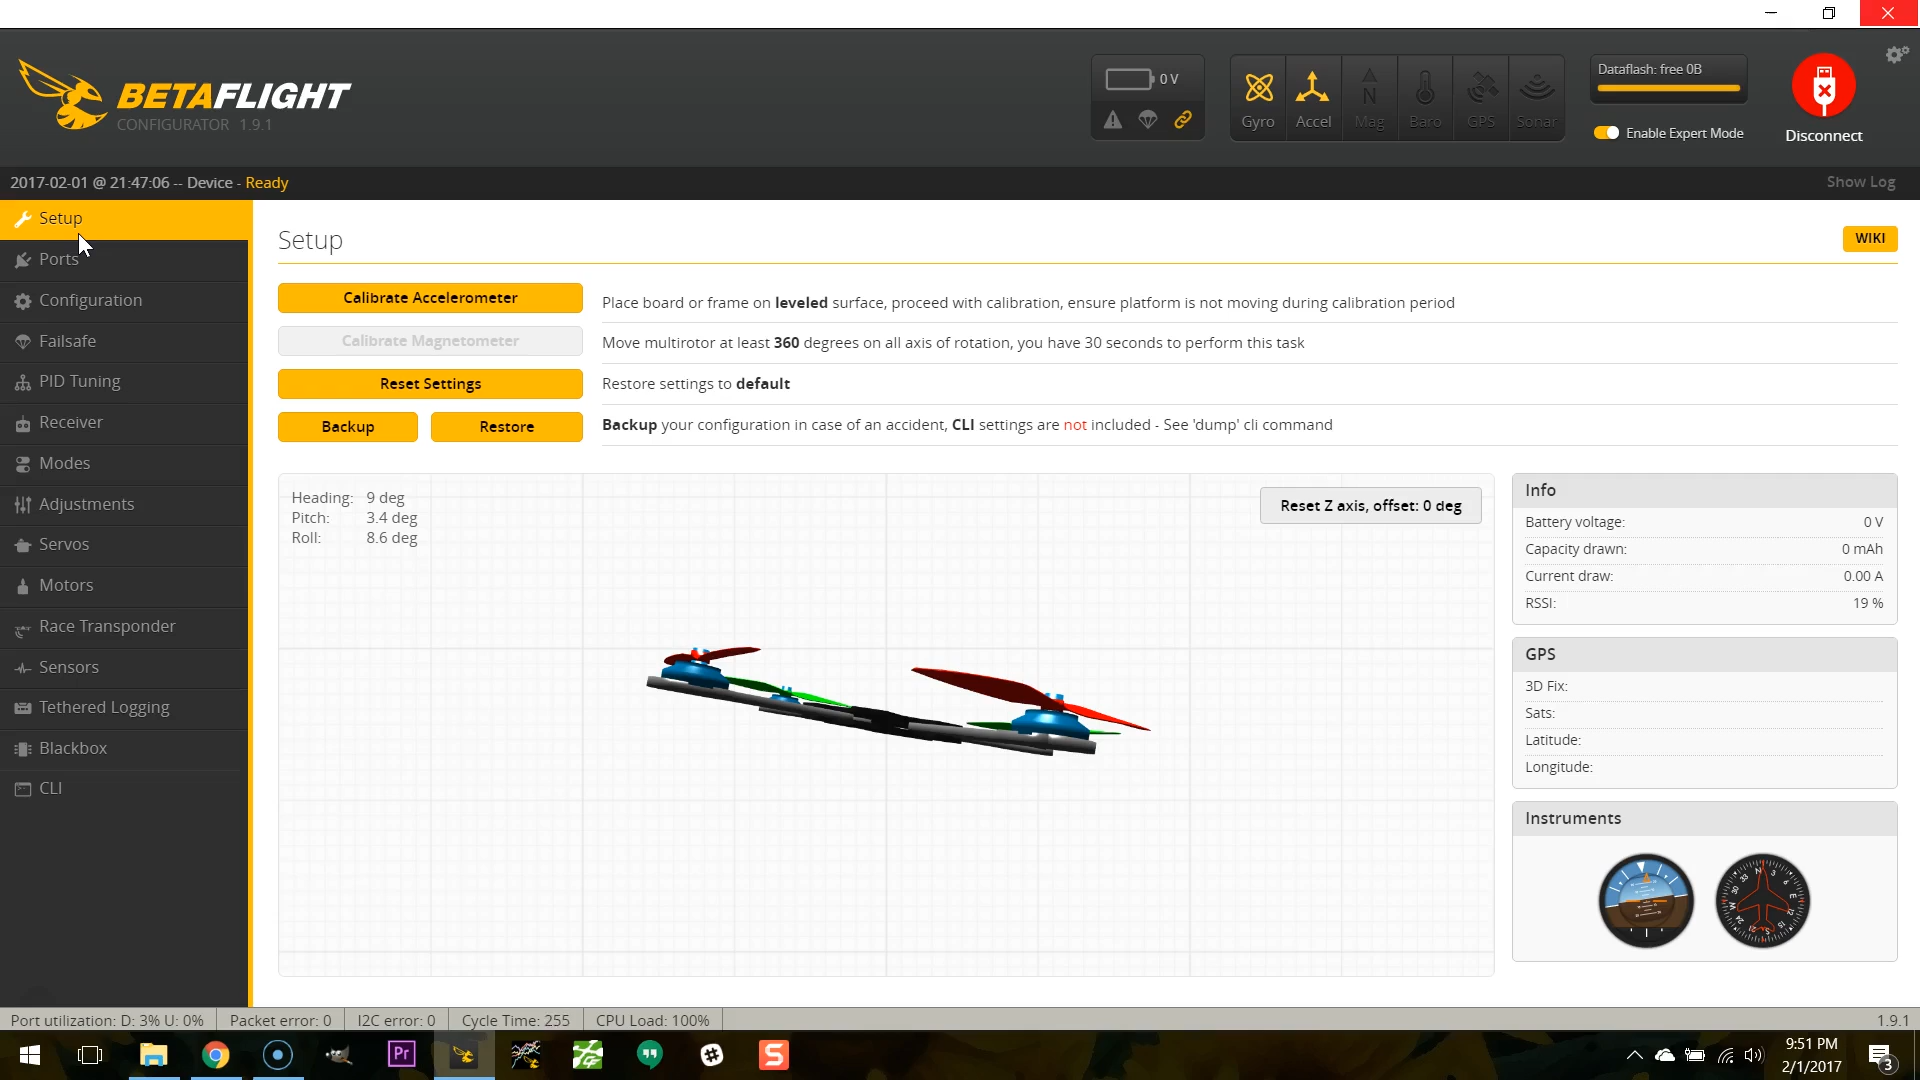 BETAFLIGHT
CONFIGURATOR 1.9.1
0 V
Gyro Accel Mag Baro GPS Sonar
Dataflash: free 0B
Enable Expert Mode
Disconnect
2017-02-01 @ 21:47:06 -- Device - Ready
Show Log
Setup
Ports
Configuration
Failsafe
PID Tuning
Receiver
Modes
Adjustments
Servos
Motors
Race Transponder
Sensors
Tethered Logging
Blackbox
CLI
Setup
WIKI
Calibrate Accelerometer
Place board or frame on leveled surface, proceed with calibration, ensure platform is not moving during calibration period
Calibrate Magnetometer
Move multirotor at least 360 degrees on all axis of rotation, you have 30 seconds to perform this task
Reset Settings
Restore settings to default
Backup Restore
Backup your configuration in case of an accident, CLI settings are not included - See 'dump' cli command
Heading: 9 deg
Pitch: 3.4 deg
Roll: 8.6 deg
Reset Z axis, offset: 0 deg
Info
Battery voltage: 0 V
Capacity drawn: 0 mAh
Current draw: 0.00 A
RSSI: 19 %
GPS
3D Fix:
Sats:
Latitude:
Longitude:
Instruments
Port utilization: D: 3% U: 0% Packet error: 0 I2C error: 0 Cycle Time: 255 CPU Load: 100% 1.9.1
Pr
S
9:51 PM
2/1/2017
3